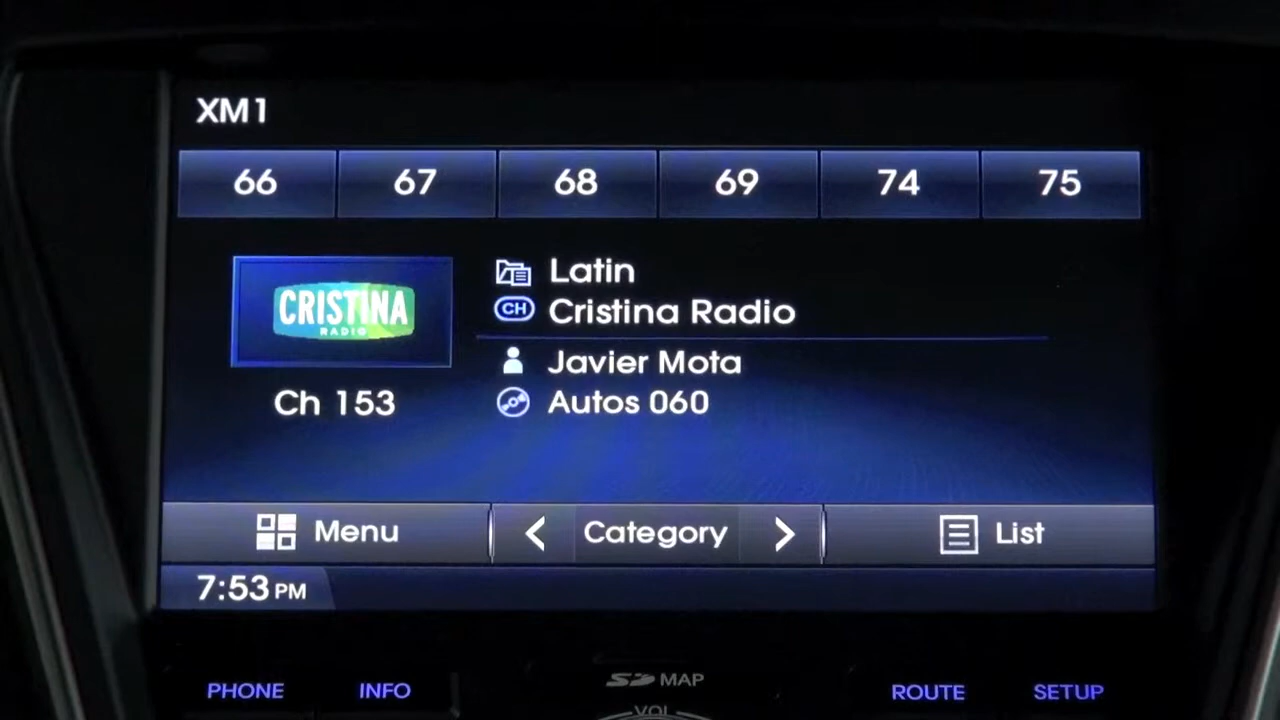 XM1
66 67 68 69 74 75
CRISTINA
RADIO
Ch 153
Latin
CH Cristina Radio
Javier Mota
Autos 060
Menu < Category > List
7:53 PM
PHONE INFO SD MAP ROUTE SETUP
VOL